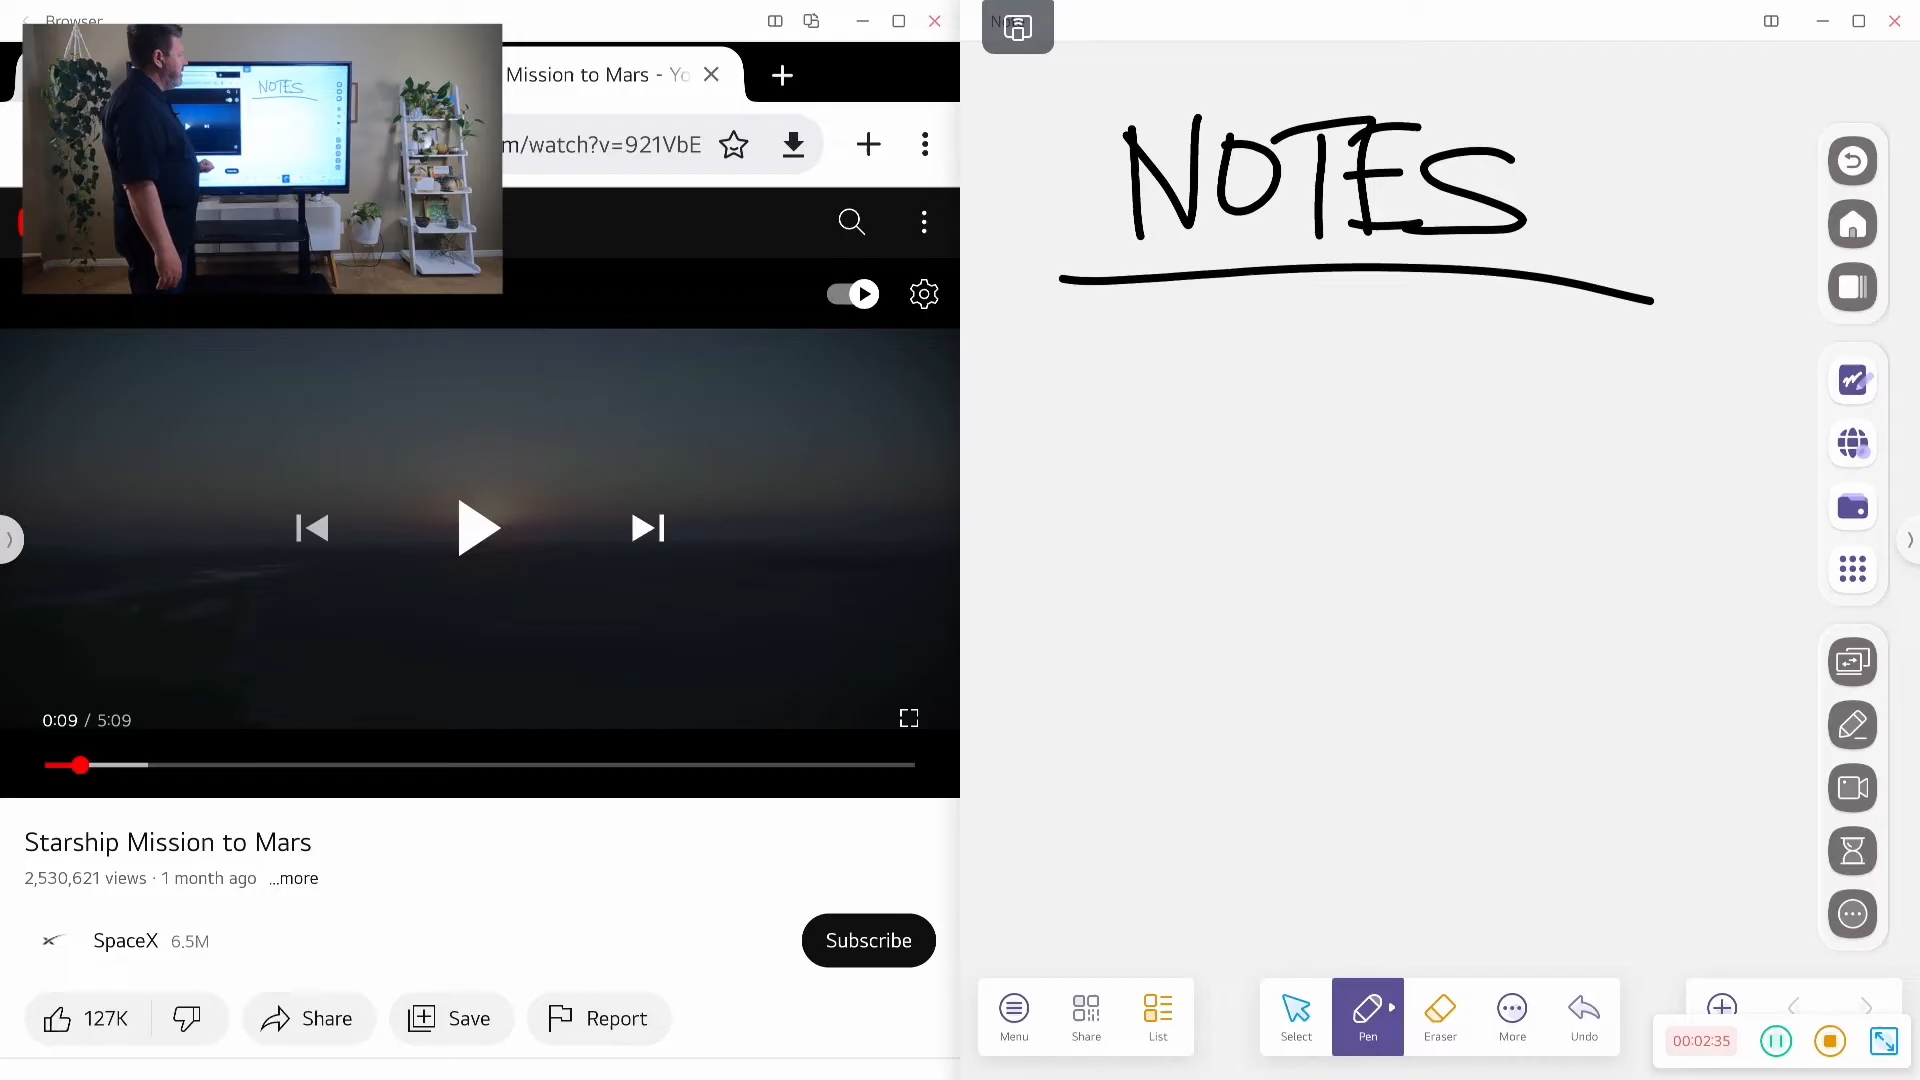 Browser
Mission to Mars - Yo
m/watch?v=921VbE
NOTES
0:09 / 5:09
Starship Mission to Mars
2,530,621 views · 1 month ago ...more
SpaceX 6.5M
Subscribe
127K
Share
Save
Report
NOTES
Menu
Share
List
Select
Pen
Eraser
More
Undo
00:02:35